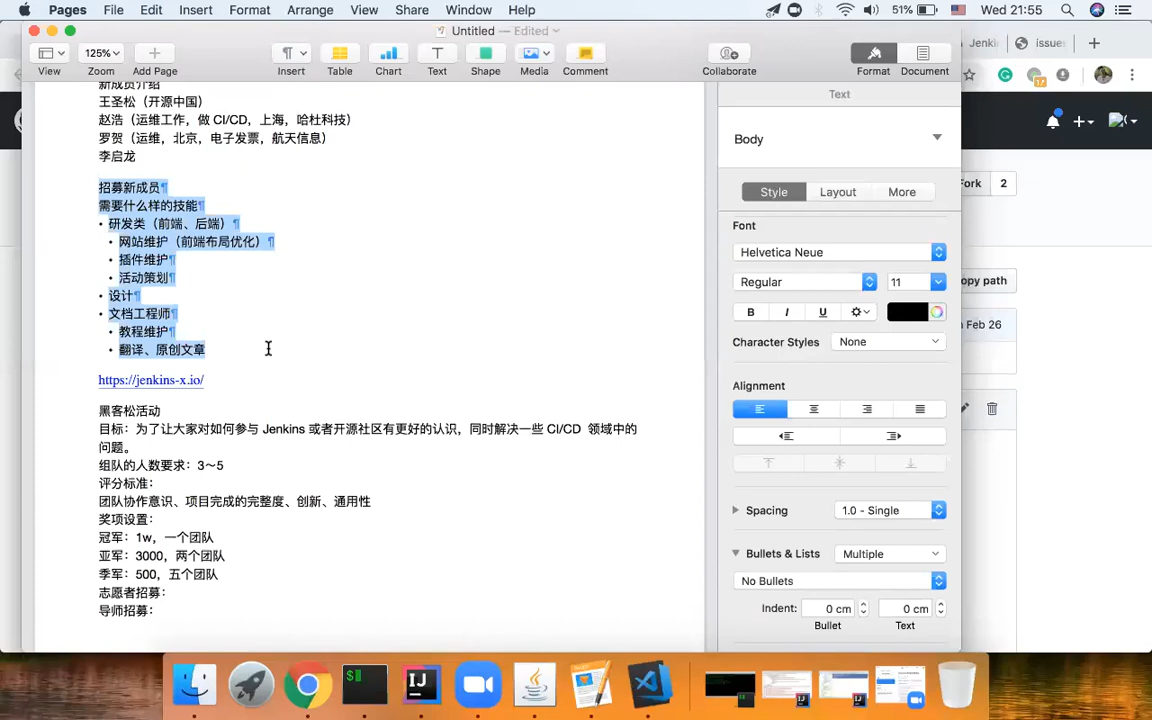 Pages File Edit Insert Format Arrange View Share Window Help 51% Wed 21:55
Untitled — Edited
Jenki
issue
125%
View Zoom Add Page Insert Table Chart Text Shape Media Comment Collaborate Format Document
新成员介绍
王圣松（开源中国）
赵浩（运维工作，做 CI/CD，上海，哈杜科技）
罗贺（运维，北京，电子发票，航天信息）
李启龙
招募新成员¶
需要什么样的技能¶
• 研发类（前端、后端）¶
• 网站维护（前端布局优化）¶
• 插件维护¶
• 活动策划¶
• 设计¶
• 文档工程师¶
• 教程维护¶
• 翻译、原创文章
https://jenkins-x.io/
黑客松活动
目标：为了让大家对如何参与 Jenkins 或者开源社区有更好的认识，同时解决一些 CI/CD 领域中的
问题。
组队的人数要求：3～5
评分标准：
团队协作意识、项目完成的完整度、创新、通用性
奖项设置：
冠军：1w，一个团队
亚军：3000，两个团队
季军：500，五个团队
志愿者招募：
导师招募：
Text
Body
Style Layout More
Font
Helvetica Neue
Regular 11
B I U
Character Styles None
Alignment
Spacing 1.0 - Single
Bullets & Lists Multiple
No Bullets
Indent: 0 cm 0 cm
Bullet Text
Fork 2
opy path
n Feb 26
$
IJ
17